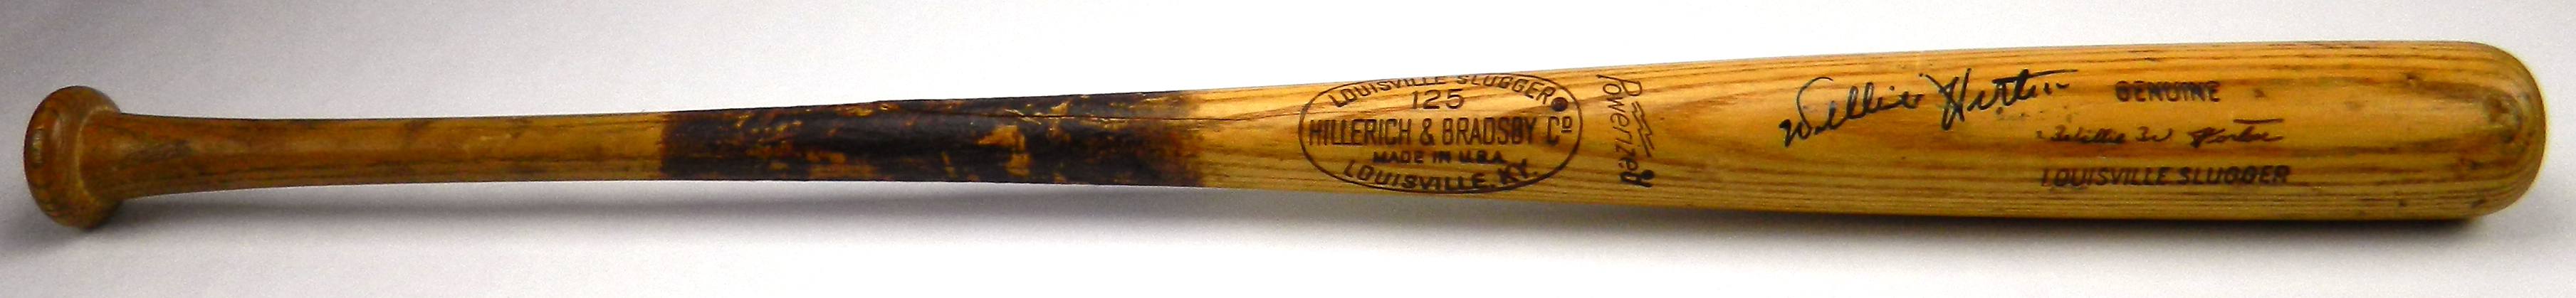 LOUISVILLE SLUGGER
125
HILLERICH & BRADSBY Cº
MADE IN U.S.A.
LOUISVILLE, KY.
Powerized
Willie Horton
GENUINE
Willie W Horton
LOUISVILLE SLUGGER